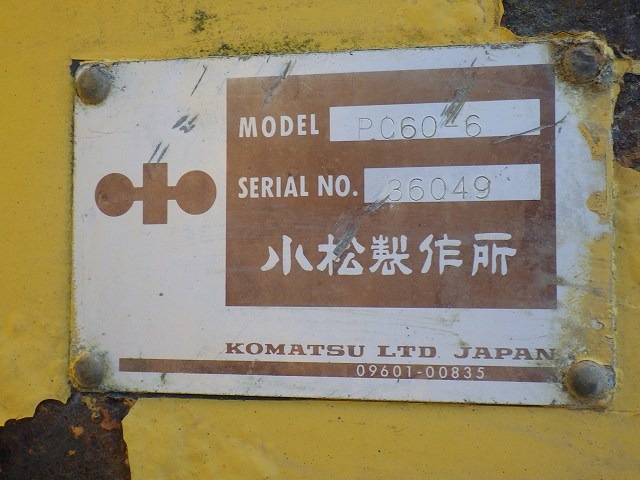 MODEL PC60-6
SERIAL NO. 36049
小松製作所
KOMATSU LTD. JAPAN
09601-00835